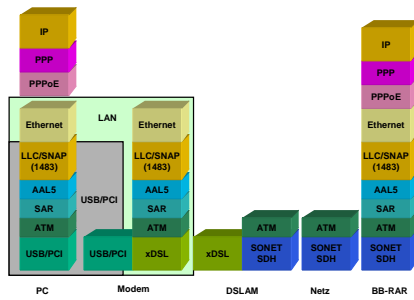 IP
PPP
PPPoE
Ethernet
LLC/SNAP
(1483)
AAL5
SAR
ATM
USB/PCI
LAN
USB/PCI
Ethernet
LLC/SNAP
(1483)
AAL5
SAR
ATM
USB/PCI
xDSL
xDSL
ATM
SONET
SDH
ATM
SONET
SDH
IP
PPP
PPPoE
Ethernet
LLC/SNAP
(1483)
AAL5
SAR
ATM
SONET
SDH
PC
Modem
DSLAM
Netz
BB-RAR